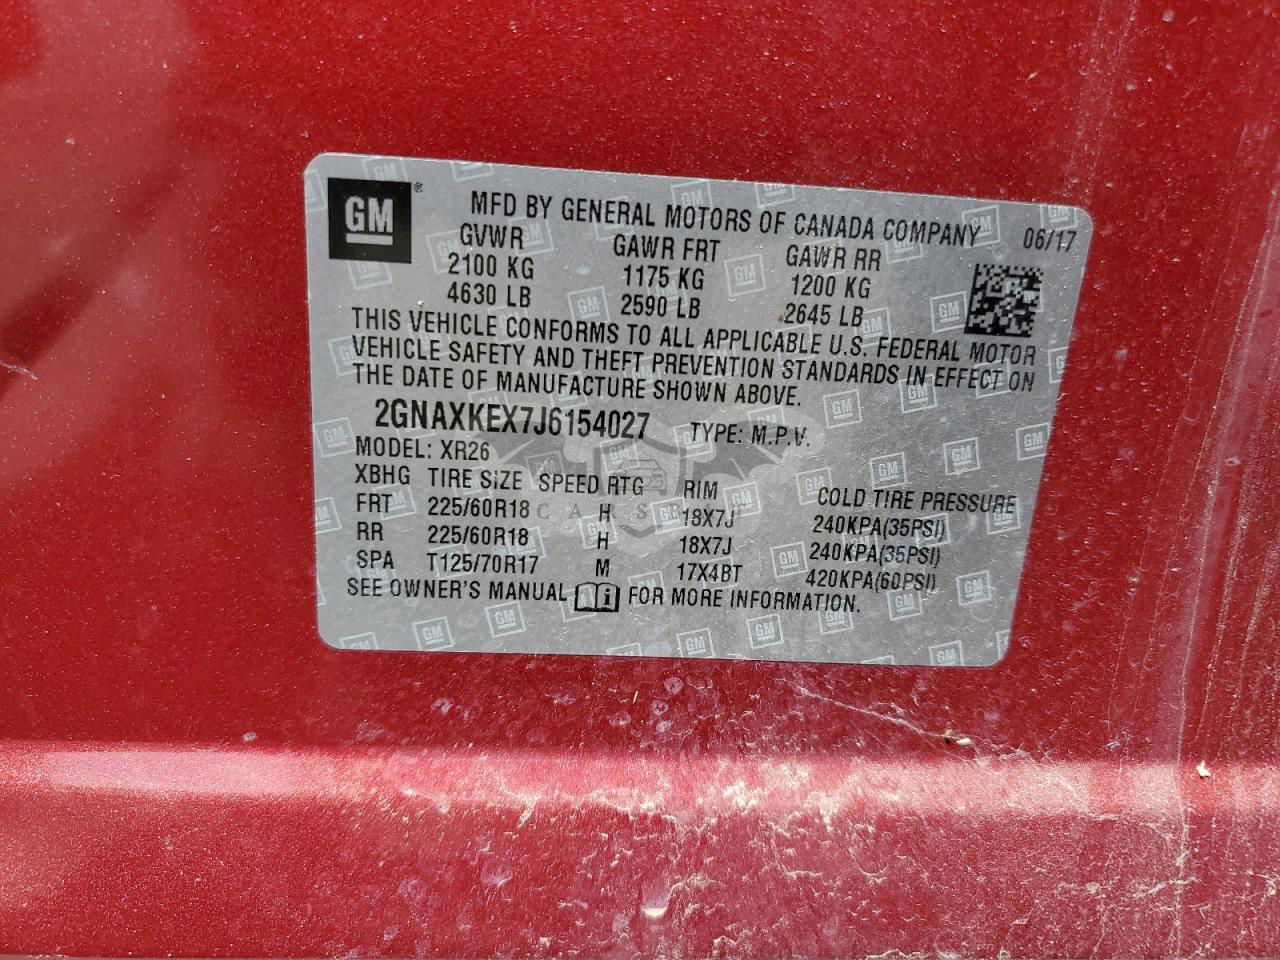 GM ®
MFD BY GENERAL MOTORS OF CANADA COMPANY 06/17
GVWR GAWR FRT GAWR RR
2100 KG 1175 KG 1200 KG
4630 LB 2590 LB 2645 LB
THIS VEHICLE CONFORMS TO ALL APPLICABLE U.S. FEDERAL MOTOR
VEHICLE SAFETY AND THEFT PREVENTION STANDARDS IN EFFECT ON
THE DATE OF MANUFACTURE SHOWN ABOVE.
2GNAXKEX7J6154027 TYPE: M.P.V.
MODEL: XR26
XBHG TIRE SIZE SPEED RTG RIM COLD TIRE PRESSURE
FRT 225/60R18 H 18X7J 240KPA(35PSI)
RR 225/60R18 H 18X7J 240KPA(35PSI)
SPA T125/70R17 M 17X4BT 420KPA(60PSI)
SEE OWNER'S MANUAL i FOR MORE INFORMATION.